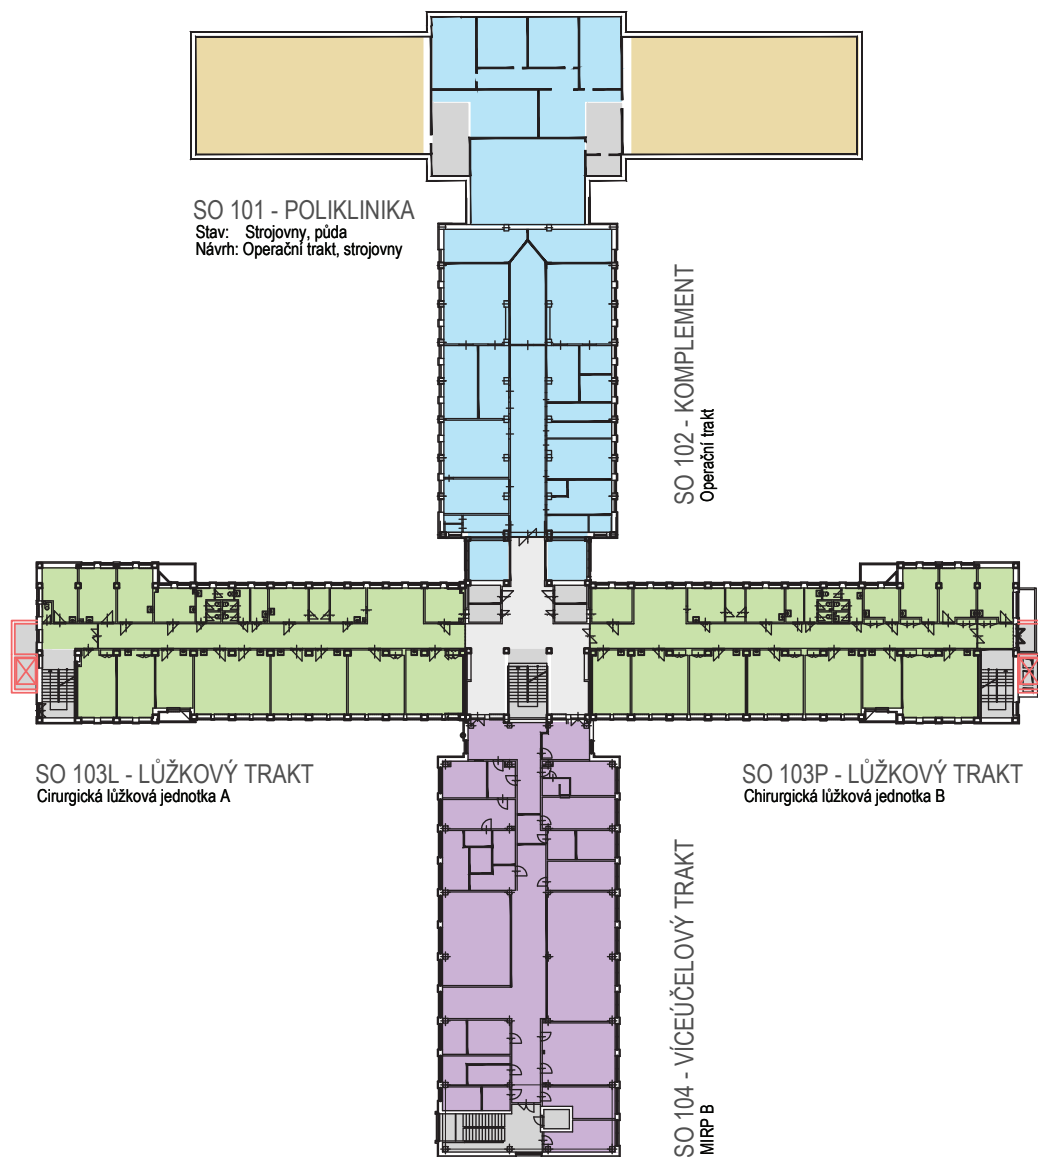 SO 101 - POLIKLINIKA
Stav: Strojovny, půda
Návrh: Operační trakt, strojovny
SO 102 - KOMPLEMENT
Operační trakt
SO 103L - LŮŽKOVÝ TRAKT
Cirurgická lůžková jednotka A
SO 103P - LŮŽKOVÝ TRAKT
Chirurgická lůžková jednotka B
SO 104 - VÍCEÚČELOVÝ TRAKT
MIRP B